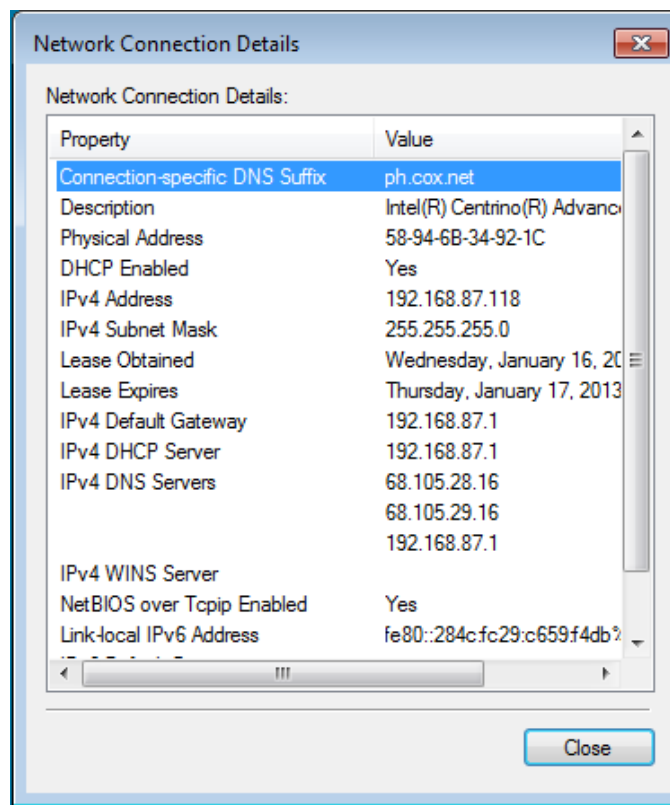 Network Connection Details
Network Connection Details:
Property Value
Connection-specific DNS Suffix ph.cox.net
Description Intel(R) Centrino(R) Advanc
Physical Address 58-94-6B-34-92-1C
DHCP Enabled Yes
IPv4 Address 192.168.87.118
IPv4 Subnet Mask 255.255.255.0
Lease Obtained Wednesday, January 16, 20
Lease Expires Thursday, January 17, 2013
IPv4 Default Gateway 192.168.87.1
IPv4 DHCP Server 192.168.87.1
IPv4 DNS Servers 68.105.28.16
68.105.29.16
192.168.87.1
IPv4 WINS Server
NetBIOS over Tcpip Enabled Yes
Link-local IPv6 Address fe80::284c:fc29:c659:f4db%
Close